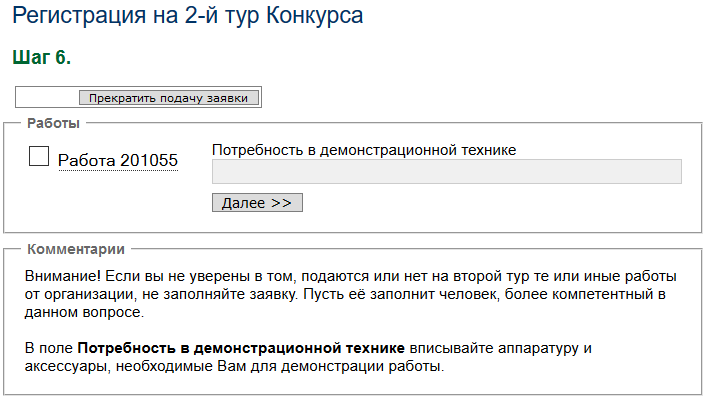 Регистрация на 2-й тур Конкурса
Шаг 6.
Прекратить подачу заявки
Работы
Потребность в демонстрационной технике
Работа 201055
Далее >>
Комментарии
Внимание! Если вы не уверены в том, подаются или нет на второй тур те или иные работы
от организации, не заполняйте заявку. Пусть её заполнит человек, более компетентный в
данном вопросе.
В поле Потребность в демонстрационной технике вписывайте аппаратуру и
аксессуары, необходимые Вам для демонстрации работы.